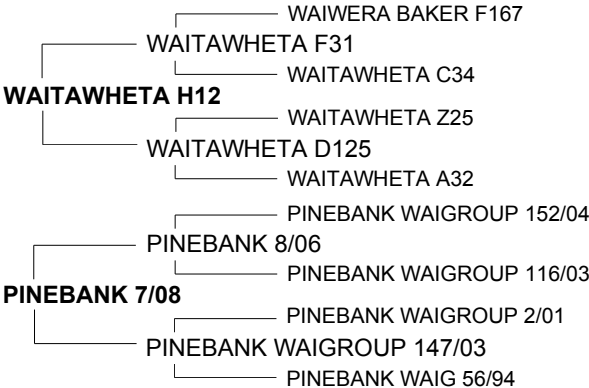 WAIWERA BAKER F167
WAITAWHETA F31
WAITAWHETA C34
WAITAWHETA H12
WAITAWHETA Z25
WAITAWHETA D125
WAITAWHETA A32
PINEBANK WAIGROUP 152/04
PINEBANK 8/06
PINEBANK WAIGROUP 116/03
PINEBANK 7/08
PINEBANK WAIGROUP 2/01
PINEBANK WAIGROUP 147/03
PINEBANK WAIG 56/94